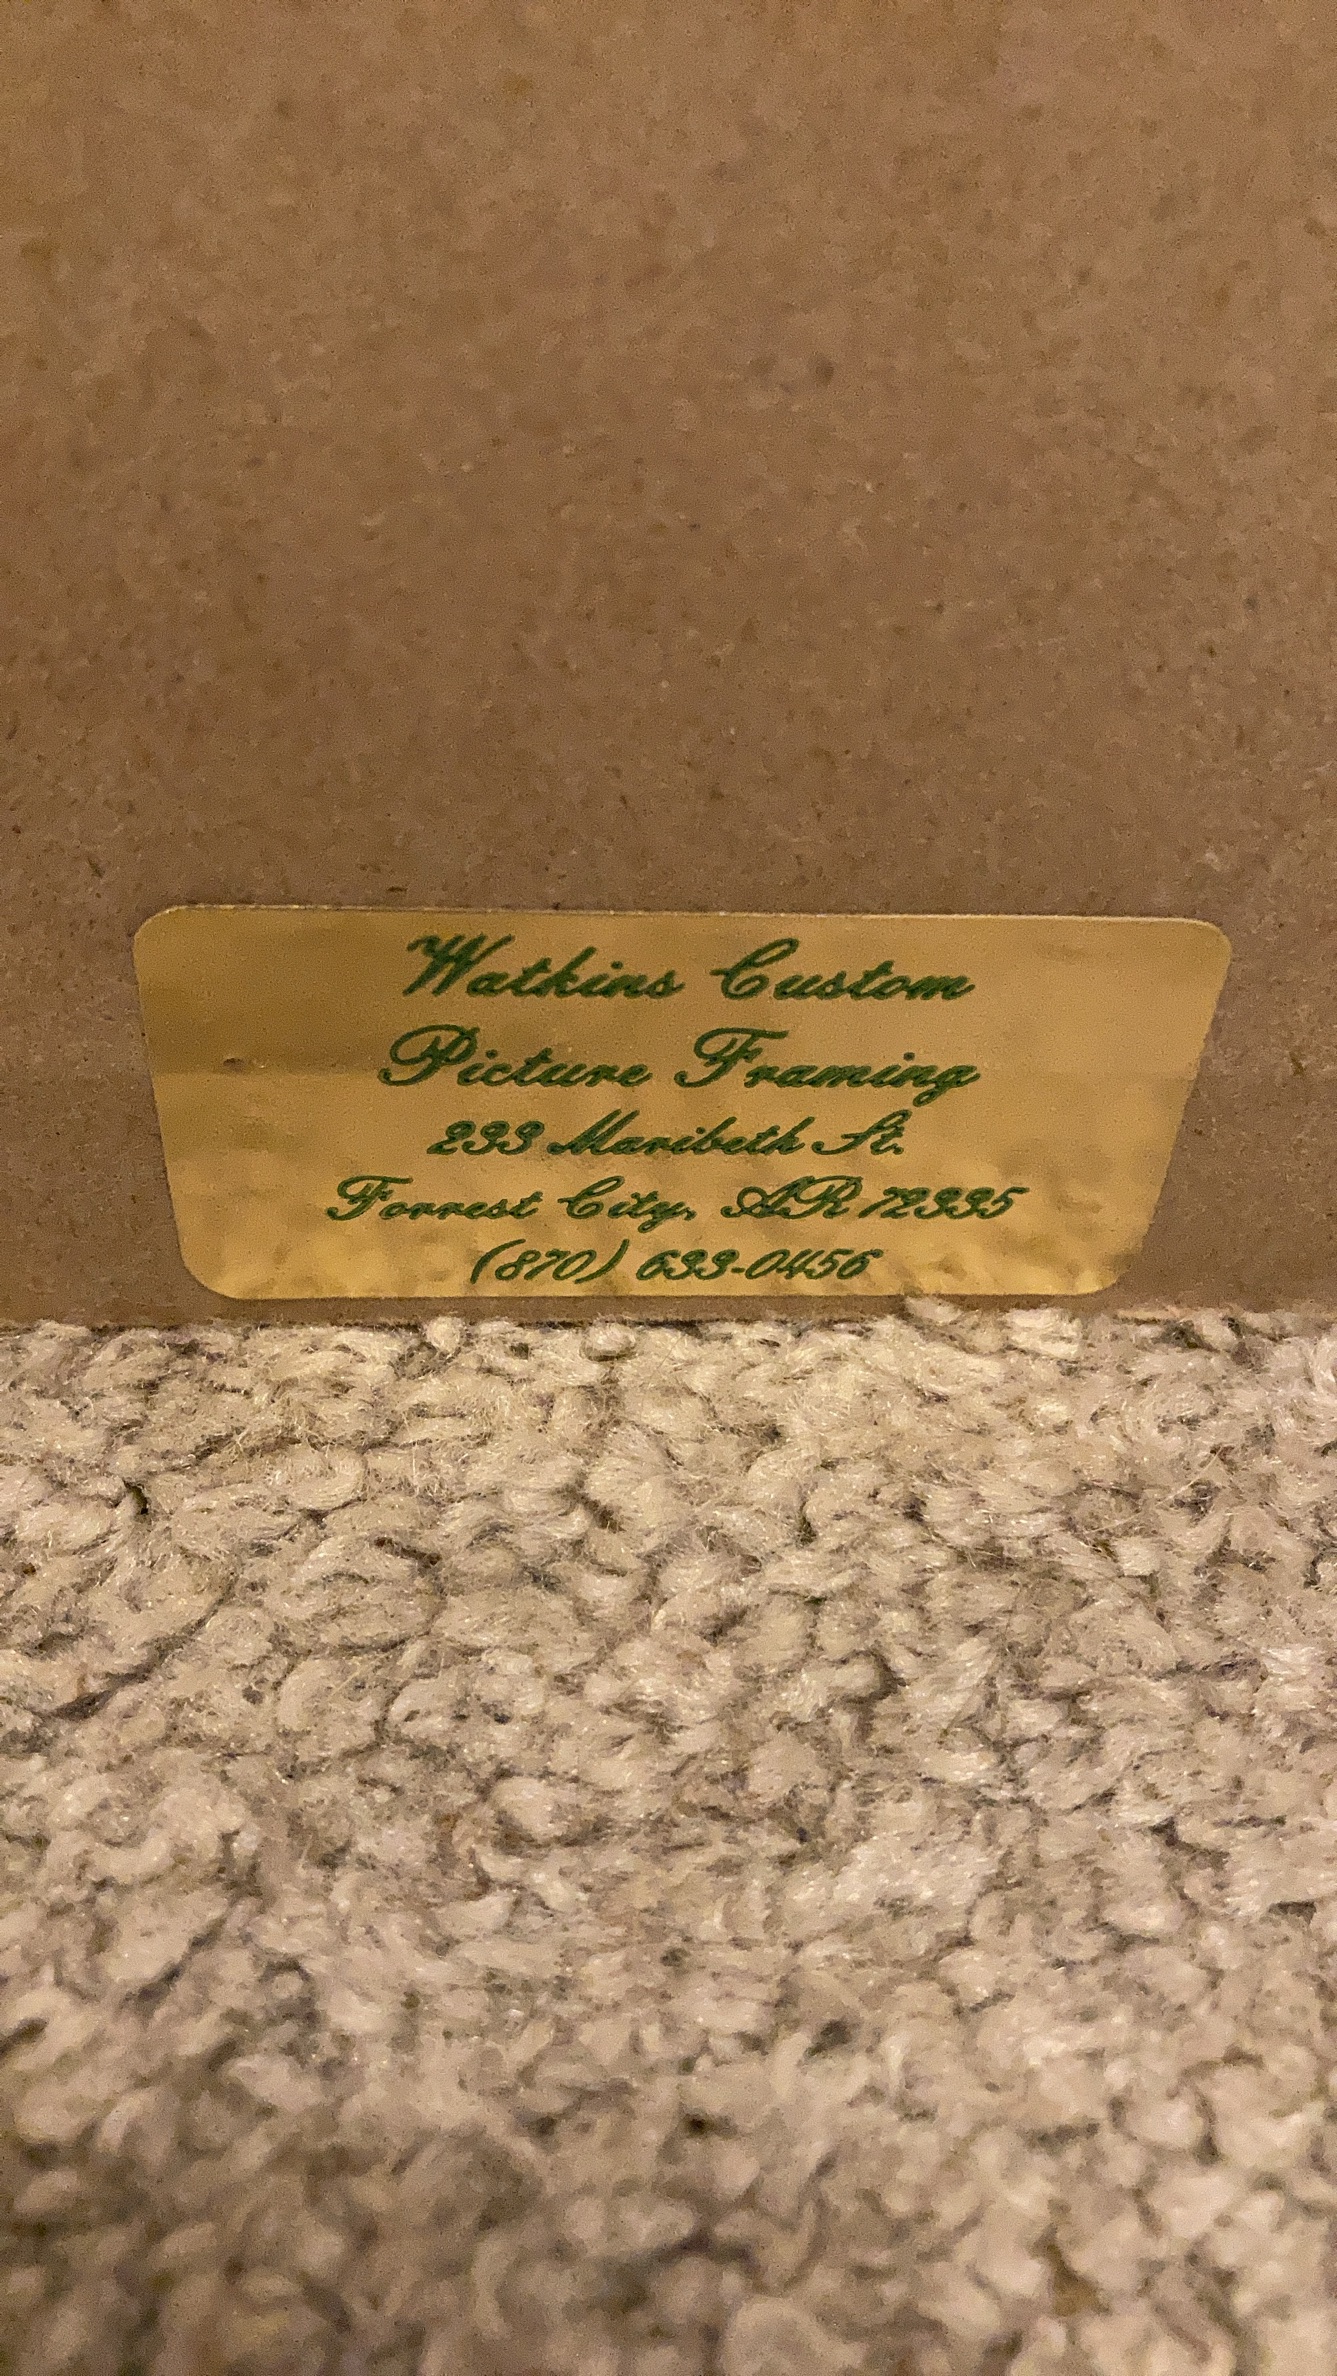 Watkins Custom
Picture Framing
233 Maribeth St.
Forrest City, AR 72335
(870) 633-0456